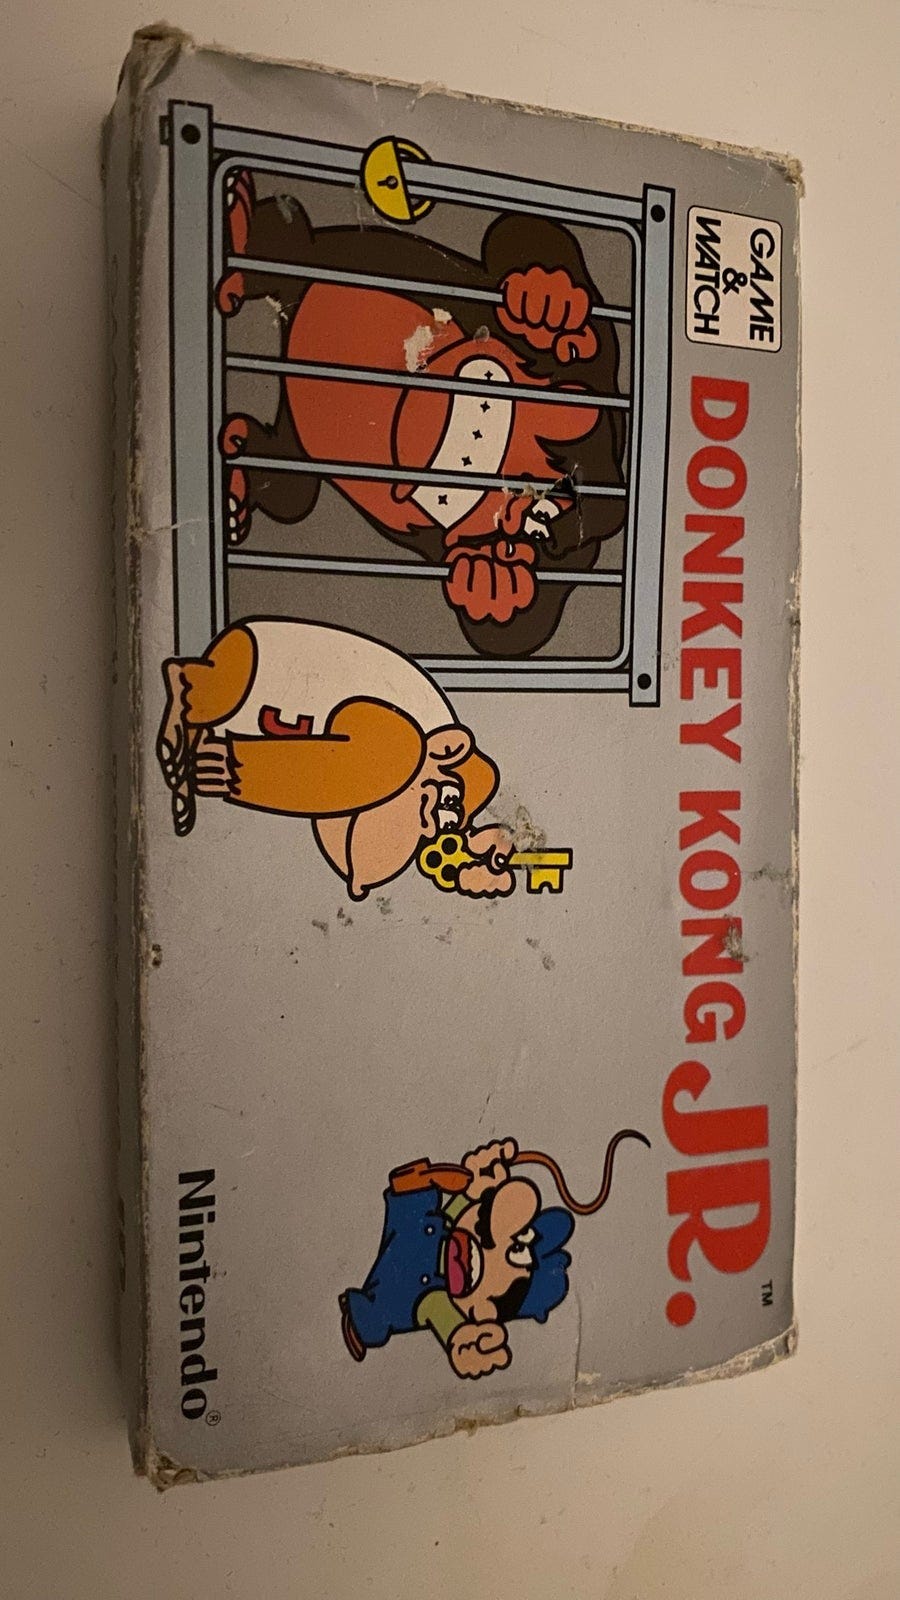 GAME
&
WATCH
DONKEY KONG JR.™
J
Nintendo®